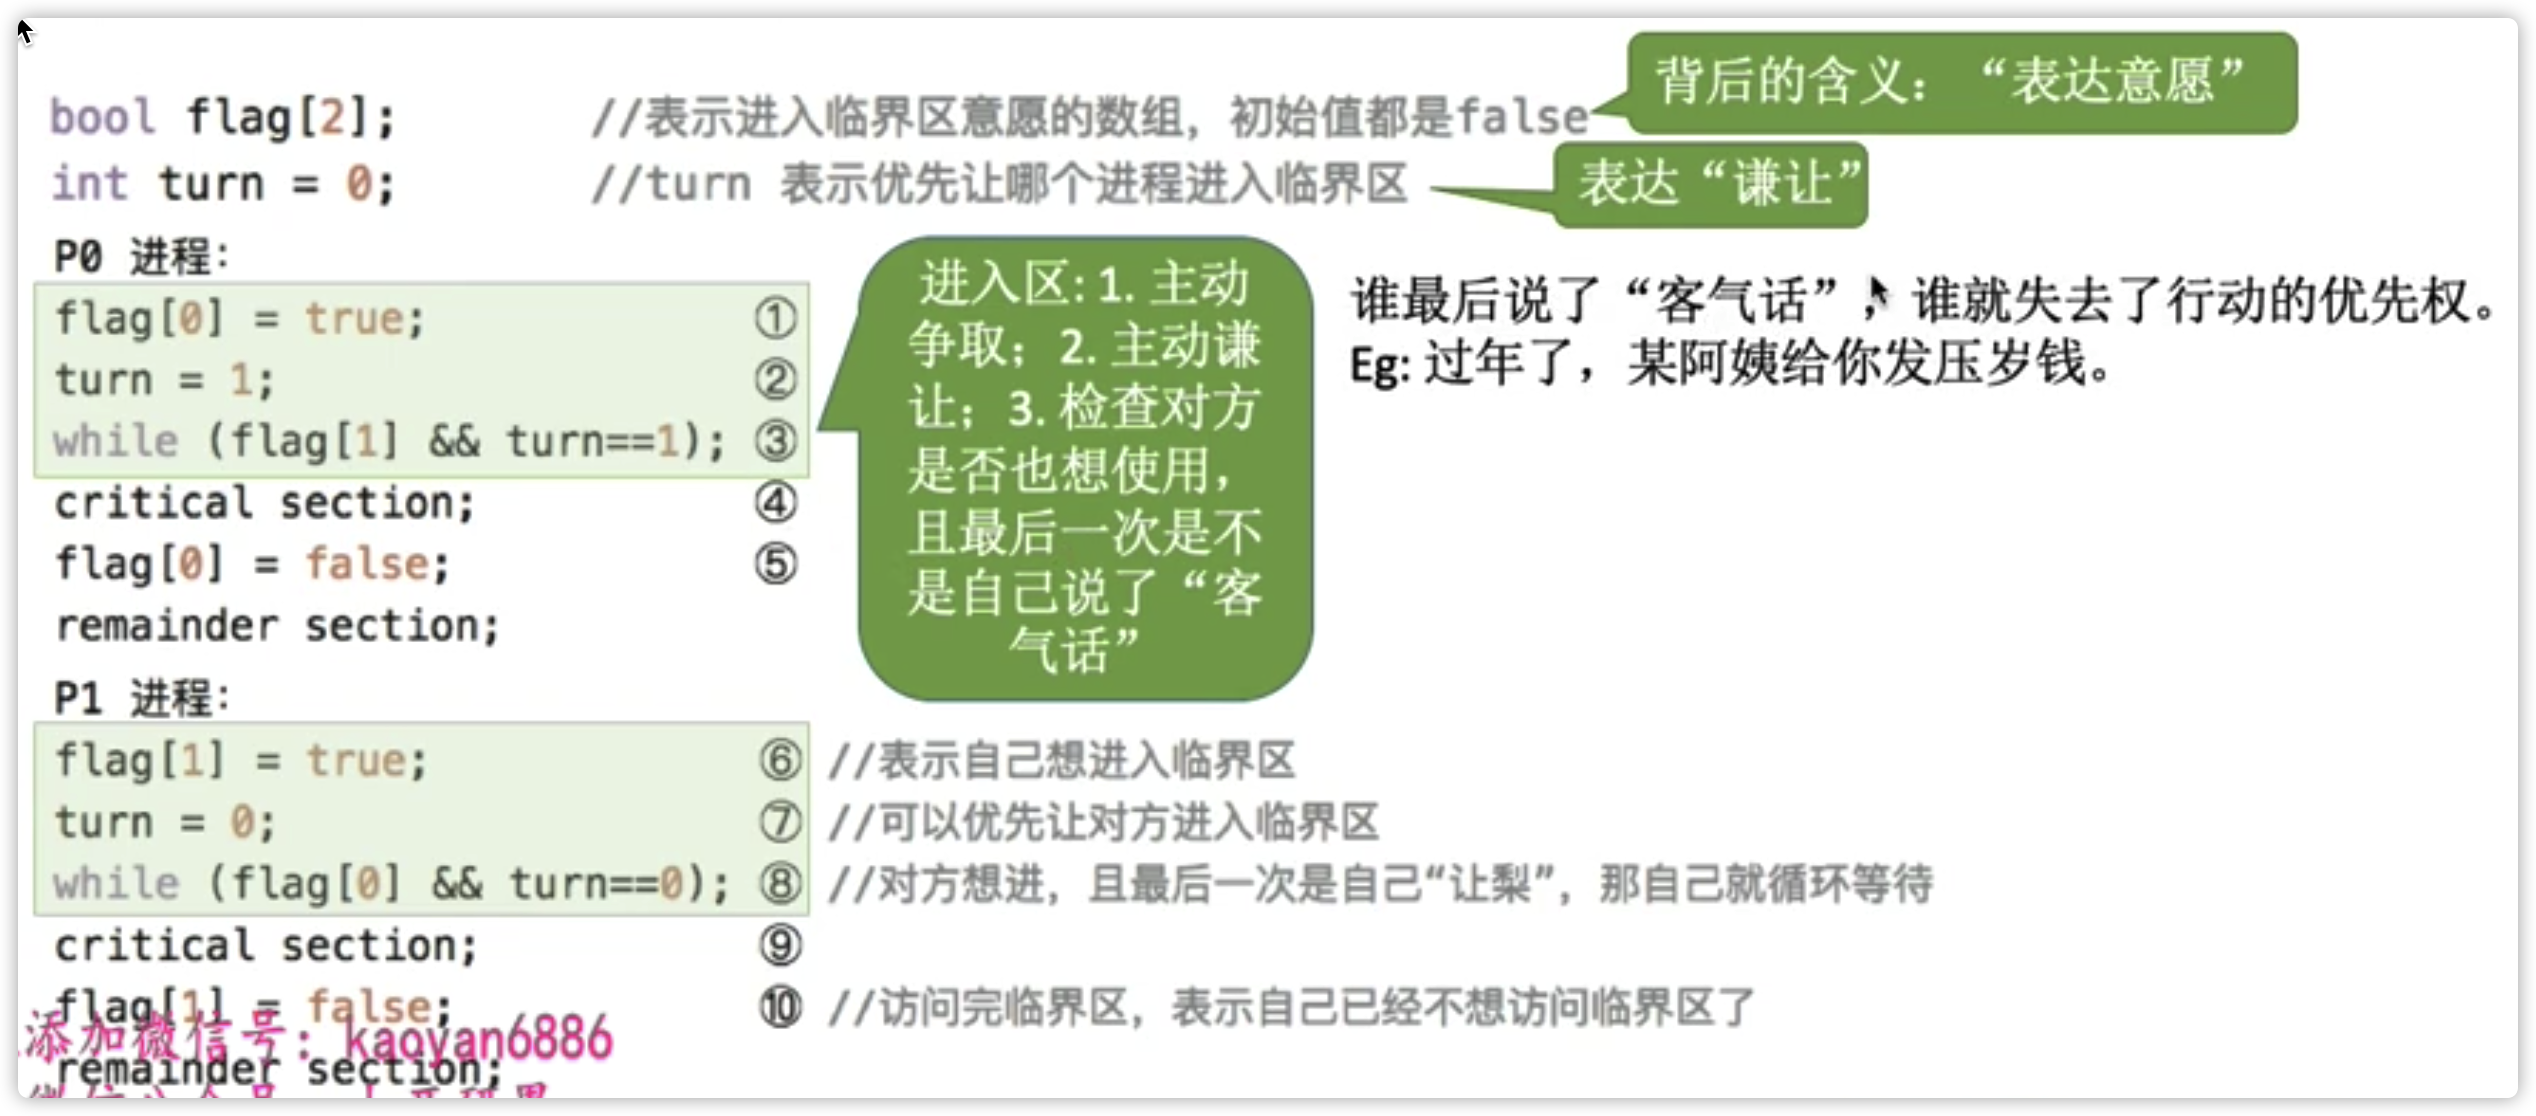 背后的含义：“表达意愿”
bool flag[2]; //表示进入临界区意愿的数组，初始值都是false
int turn = 0; //turn 表示优先让哪个进程进入临界区
表达“谦让”
P0 进程：
flag[0] = true; ①
turn = 1; ②
while (flag[1] && turn==1); ③
critical section; ④
flag[0] = false; ⑤
remainder section;
进入区：1. 主动
争取；2. 主动谦
让；3. 检查对方
是否也想使用，
且最后一次是不
是自己说了“客
气话”
谁最后说了“客气话”，谁就失去了行动的优先权。
Eg: 过年了，某阿姨给你发压岁钱。
P1 进程：
flag[1] = true; ⑥ //表示自己想进入临界区
turn = 0; ⑦ //可以优先让对方进入临界区
while (flag[0] && turn==0); ⑧ //对方想进，且最后一次是自己“让梨”，那自己就循环等待
critical section; ⑨
flag[1] = false; ⑩ //访问完临界区，表示自己已经不想访问临界区了
添加微信号：kaoyan6886
remainder section;